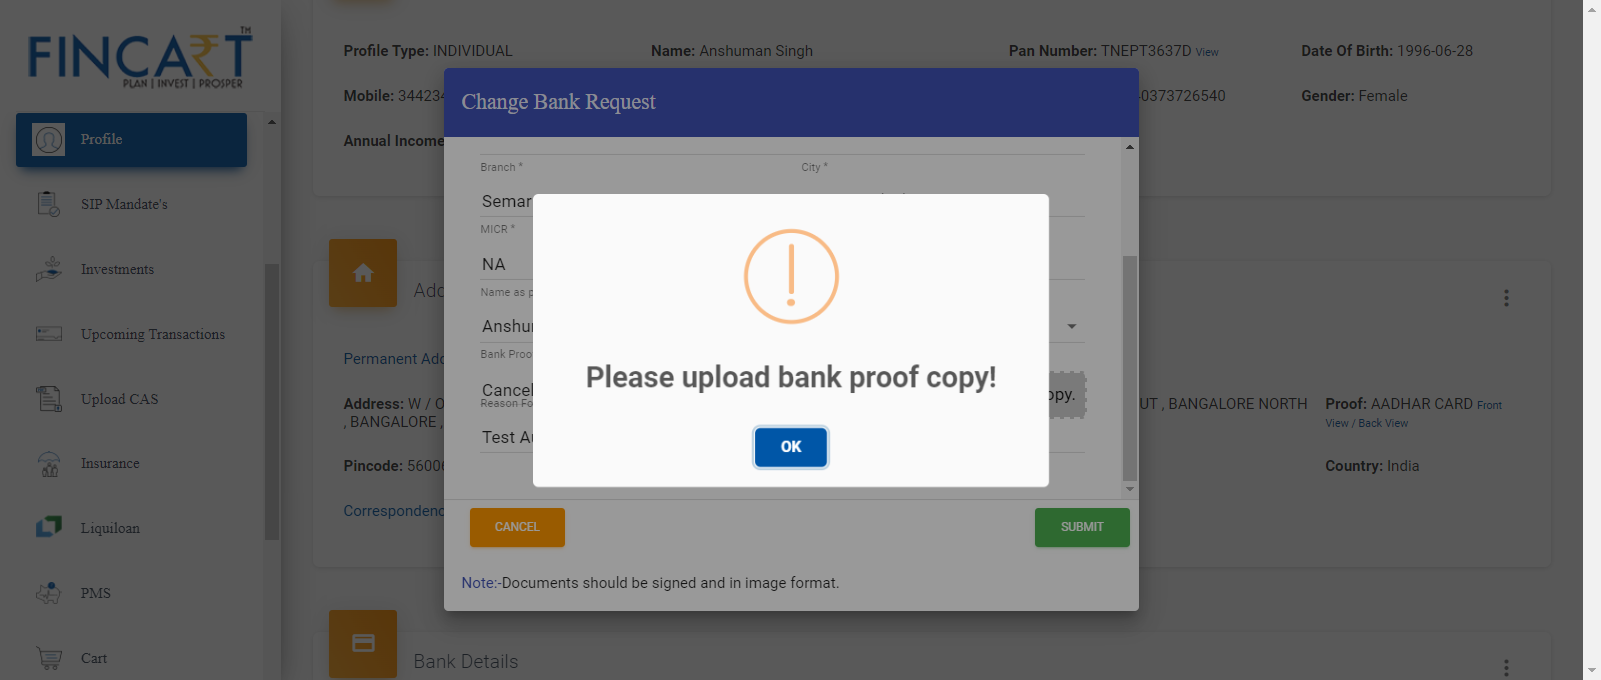 FINCART TM
PLAN | INVEST | PROSPER
Profile
SIP Mandate's
Investments
Upcoming Transactions
Upload CAS
Insurance
Liquiloan
PMS
Cart
Profile Type: INDIVIDUAL
Name: Anshuman Singh
Pan Number: TNEPT3637D View
Date Of Birth: 1996-06-28
Mobile: 34423
0373726540
Gender: Female
Annual Income
Change Bank Request
Branch *
City *
Semar
MICR *
NA
Name as p
Anshu
Bank Proo
Cancel
opy.
Reason Fo
Test A
Please upload bank proof copy!
OK
CANCEL
SUBMIT
Note:-Documents should be signed and in image format.
Add
Permanent Add
Address: W / O
UT , BANGALORE NORTH
, BANGALORE ,
Proof: AADHAR CARD Front
View / Back View
Pincode: 5600
Country: India
Correspondenc
Bank Details